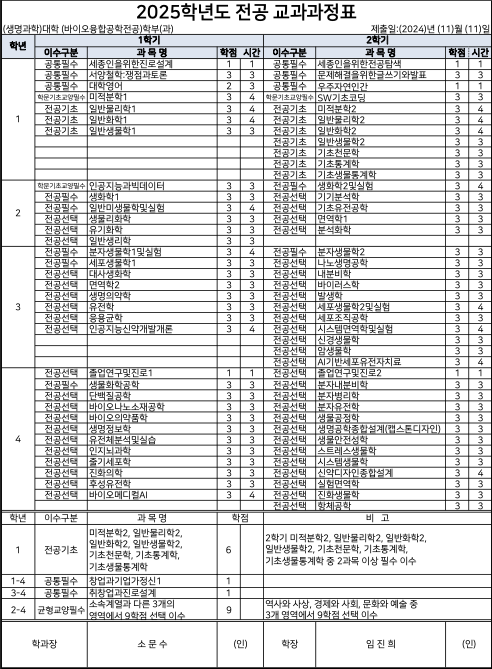 2025학년도 전공 교과과정표
(생명과학)대학 (바이오융합공학전공)학부(과) 제출일:(2024)년 (11)월 (11)일
학년 1학기 2학기
이수구분 과 목 명 학점 시간 이수구분 과 목 명 학점 시간
1
공통필수 세종인을위한진로설계 1 1 공통필수 세종인을위한전공탐색 1 1
공통필수 서양철학:쟁점과토론 3 3 공통필수 문제해결을위한글쓰기와발표 3 3
공통필수 대학영어 2 3 공통필수 우주자연인간 1 1
학문기초교양필수 미적분학1 3 4 학문기초교양필수 SW기초코딩 3 3
전공기초 일반물리학1 3 4 전공기초 미적분학2 3 4
전공기초 일반화학1 3 4 전공기초 일반물리학2 3 4
전공기초 일반생물학1 3 3 전공기초 일반화학2 3 4
전공기초 일반생물학2 3 3
전공기초 기초천문학 3 3
전공기초 기초통계학 3 3
전공기초 기초생물통계학 3 3
2
학문기초교양필수 인공지능과빅데이터 3 3 전공필수 생화학2및실험 3 4
전공필수 생화학1 3 3 전공선택 기기분석학 3 3
전공필수 일반미생물학및실험 3 4 전공선택 기초유전공학 3 3
전공선택 생물리화학 3 3 전공선택 면역학1 3 3
전공선택 유기화학 3 3 전공선택 분석화학 3 3
전공선택 일반생리학 3 3
3
전공필수 분자생물학1및실험 3 4 전공필수 분자생물학2 3 3
전공필수 세포생물학1 3 3 전공선택 나노생명공학 3 3
전공선택 대사생화학 3 3 전공선택 내분비학 3 3
전공선택 면역학2 3 3 전공선택 바이러스학 3 3
전공선택 생명의약학 3 3 전공선택 발생학 3 3
전공선택 유전학 3 3 전공선택 세포생물학2및실험 3 4
전공선택 응용균학 3 3 전공선택 세포조직공학 3 3
전공선택 인공지능신약개발개론 3 4 전공선택 시스템면역학및실험 3 4
전공선택 신경생물학 3 3
전공선택 암생물학 3 3
전공선택 AI기반세포유전자치료 3 4
4
전공선택 졸업연구및진로1 1 1 전공선택 졸업연구및진로2 1 1
전공필수 생물화학공학 3 3 전공선택 분자내분비학 3 3
전공선택 단백질공학 3 3 전공선택 분자병리학 3 3
전공선택 바이오나노소재공학 3 3 전공선택 분자유전학 3 3
전공선택 바이오의약품학 3 3 전공선택 생물공정학 3 3
전공선택 생명정보학 3 3 전공선택 생명공학종합설계(캡스톤디자인) 3 3
전공선택 유전체분석및실습 3 3 전공선택 생물안전성학 3 3
전공선택 인지뇌과학 3 3 전공선택 스트레스생물학 3 3
전공선택 줄기세포학 3 3 전공선택 시스템생물학 3 3
전공선택 진화의학 3 3 전공선택 신약디자인종합설계 3 4
전공선택 후성유전학 3 3 전공선택 실험면역학 3 3
전공선택 바이오메디컬AI 3 4 전공선택 진화생물학 3 3
전공선택 항체공학 3 3
학년 이수구분 과 목 명 학점 비 고
1 전공기초
미적분학2, 일반물리학2,
일반화학2, 일반생물학2,
기초천문학, 기초통계학,
기초생물통계학
6
2학기 미적분학2, 일반물리학2, 일반화학2,
일반생물학2, 기초천문학, 기초통계학,
기초생물통계학 중 2과목 이상 필수 이수
1-4 공통필수 창업과기업가정신1 1
3-4 공통필수 취창업과진로설계 1
2-4 균형교양필수
소속계열과 다른 3개의
영역에서 9학점 선택 이수
9
역사와 사상, 경제와 사회, 문화와 예술 중
3개 영역에서 9학점 선택 이수
학과장 소 문 수 (인) 학장 임 진 희 (인)